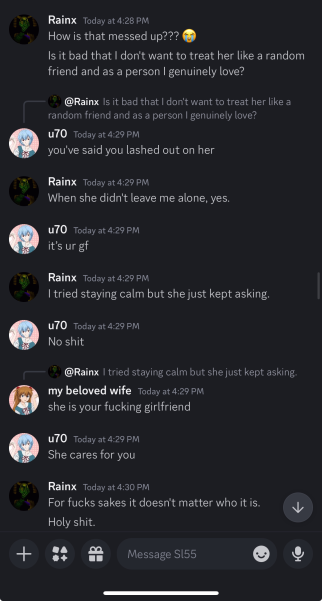 Rainx Today at 4:28 PM
How is that messed up??? 😭
Is it bad that I don't want to treat her like a random
friend and as a person I genuinely love?
@Rainx Is it bad that I don't want to treat her like a
random friend and as a person I genuinely love?
u70 Today at 4:29 PM
you've said you lashed out on her
Rainx Today at 4:29 PM
When she didn't leave me alone, yes.
u70 Today at 4:29 PM
it's ur gf
Rainx Today at 4:29 PM
I tried staying calm but she just kept asking.
u70 Today at 4:29 PM
No shit
@Rainx I tried staying calm but she just kept asking.
my beloved wife Today at 4:29 PM
she is your fucking girlfriend
u70 Today at 4:29 PM
She cares for you
Rainx Today at 4:30 PM
For fucks sakes it doesn't matter who it is.
Holy shit.
Message Sl55